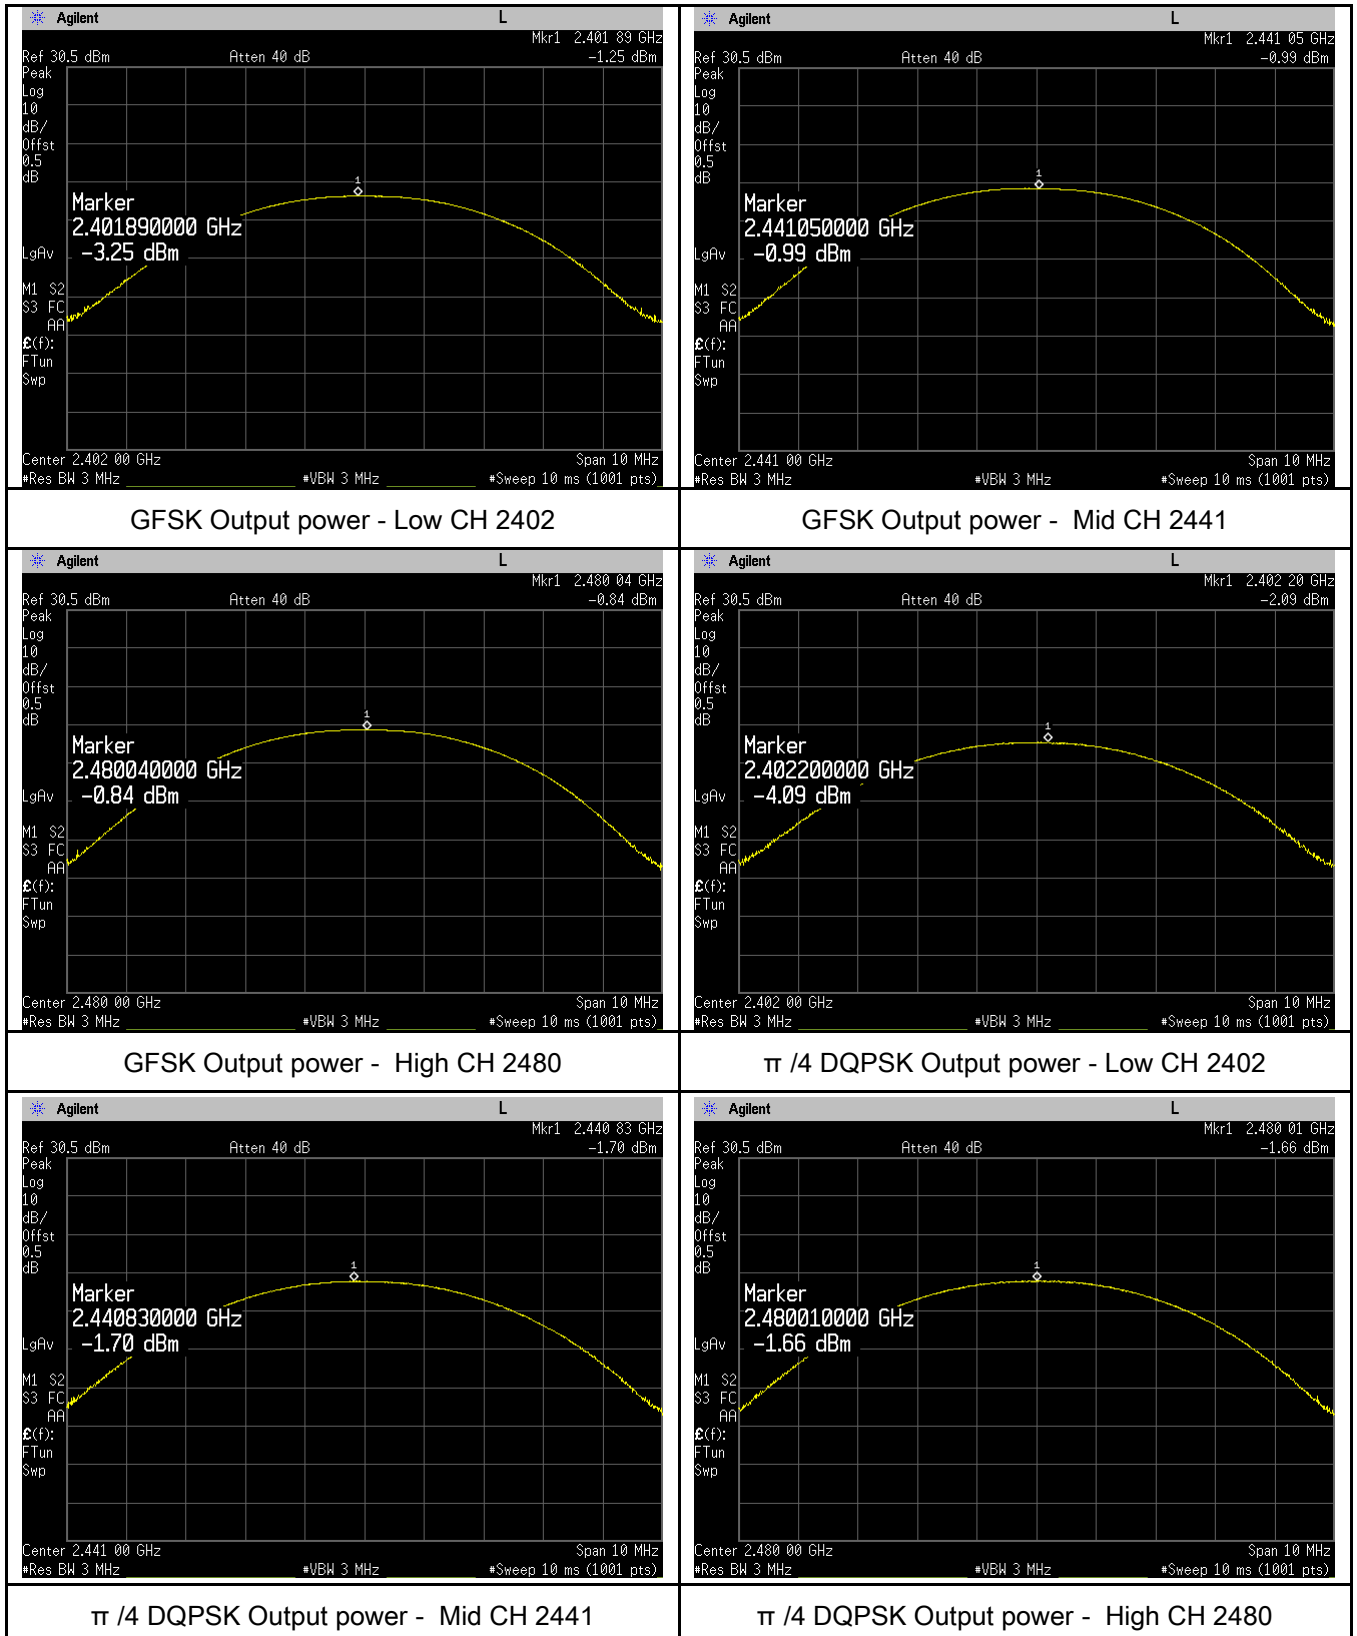 Agilent L
Mkr1 2.401 89 GHz
Ref 30.5 dBm Atten 40 dB -1.25 dBm
Peak
Log
10
dB/
Offst
0.5
dB
1
Marker
2.401890000 GHz
-3.25 dBm
LgAv
M1 S2
S3 FC
AA
£(f):
FTun
Swp
Center 2.402 00 GHz Span 10 MHz
#Res BW 3 MHz #VBW 3 MHz #Sweep 10 ms (1001 pts)
GFSK Output power - Low CH 2402
Agilent L
Mkr1 2.441 05 GHz
Ref 30.5 dBm Atten 40 dB -0.99 dBm
Peak
Log
10
dB/
Offst
0.5
dB
1
Marker
2.441050000 GHz
-0.99 dBm
LgAv
M1 S2
S3 FC
AA
£(f):
FTun
Swp
Center 2.441 00 GHz Span 10 MHz
#Res BW 3 MHz #VBW 3 MHz #Sweep 10 ms (1001 pts)
GFSK Output power - Mid CH 2441
Agilent L
Mkr1 2.480 04 GHz
Ref 30.5 dBm Atten 40 dB -0.84 dBm
Peak
Log
10
dB/
Offst
0.5
dB
1
Marker
2.480040000 GHz
-0.84 dBm
LgAv
M1 S2
S3 FC
AA
£(f):
FTun
Swp
Center 2.480 00 GHz Span 10 MHz
#Res BW 3 MHz #VBW 3 MHz #Sweep 10 ms (1001 pts)
GFSK Output power - High CH 2480
Agilent L
Mkr1 2.402 20 GHz
Ref 30.5 dBm Atten 40 dB -2.09 dBm
Peak
Log
10
dB/
Offst
0.5
dB
1
Marker
2.402200000 GHz
-4.09 dBm
LgAv
M1 S2
S3 FC
AA
£(f):
FTun
Swp
Center 2.402 00 GHz Span 10 MHz
#Res BW 3 MHz #VBW 3 MHz #Sweep 10 ms (1001 pts)
π /4 DQPSK Output power - Low CH 2402
Agilent L
Mkr1 2.440 83 GHz
Ref 30.5 dBm Atten 40 dB -1.70 dBm
Peak
Log
10
dB/
Offst
0.5
dB
1
Marker
2.440830000 GHz
-1.70 dBm
LgAv
M1 S2
S3 FC
AA
£(f):
FTun
Swp
Center 2.441 00 GHz Span 10 MHz
#Res BW 3 MHz #VBW 3 MHz #Sweep 10 ms (1001 pts)
π /4 DQPSK Output power - Mid CH 2441
Agilent L
Mkr1 2.480 01 GHz
Ref 30.5 dBm Atten 40 dB -1.66 dBm
Peak
Log
10
dB/
Offst
0.5
dB
1
Marker
2.480010000 GHz
-1.66 dBm
LgAv
M1 S2
S3 FC
AA
£(f):
FTun
Swp
Center 2.480 00 GHz Span 10 MHz
#Res BW 3 MHz #VBW 3 MHz #Sweep 10 ms (1001 pts)
π /4 DQPSK Output power - High CH 2480